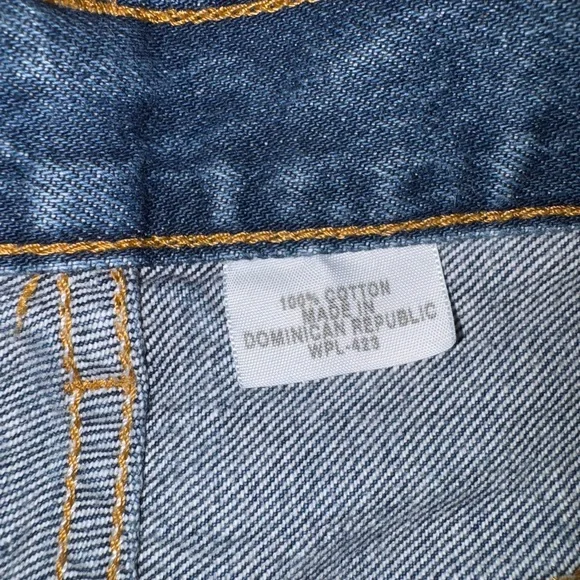 100% COTTON
MADE IN
DOMINICAN REPUBLIC
WPL-423